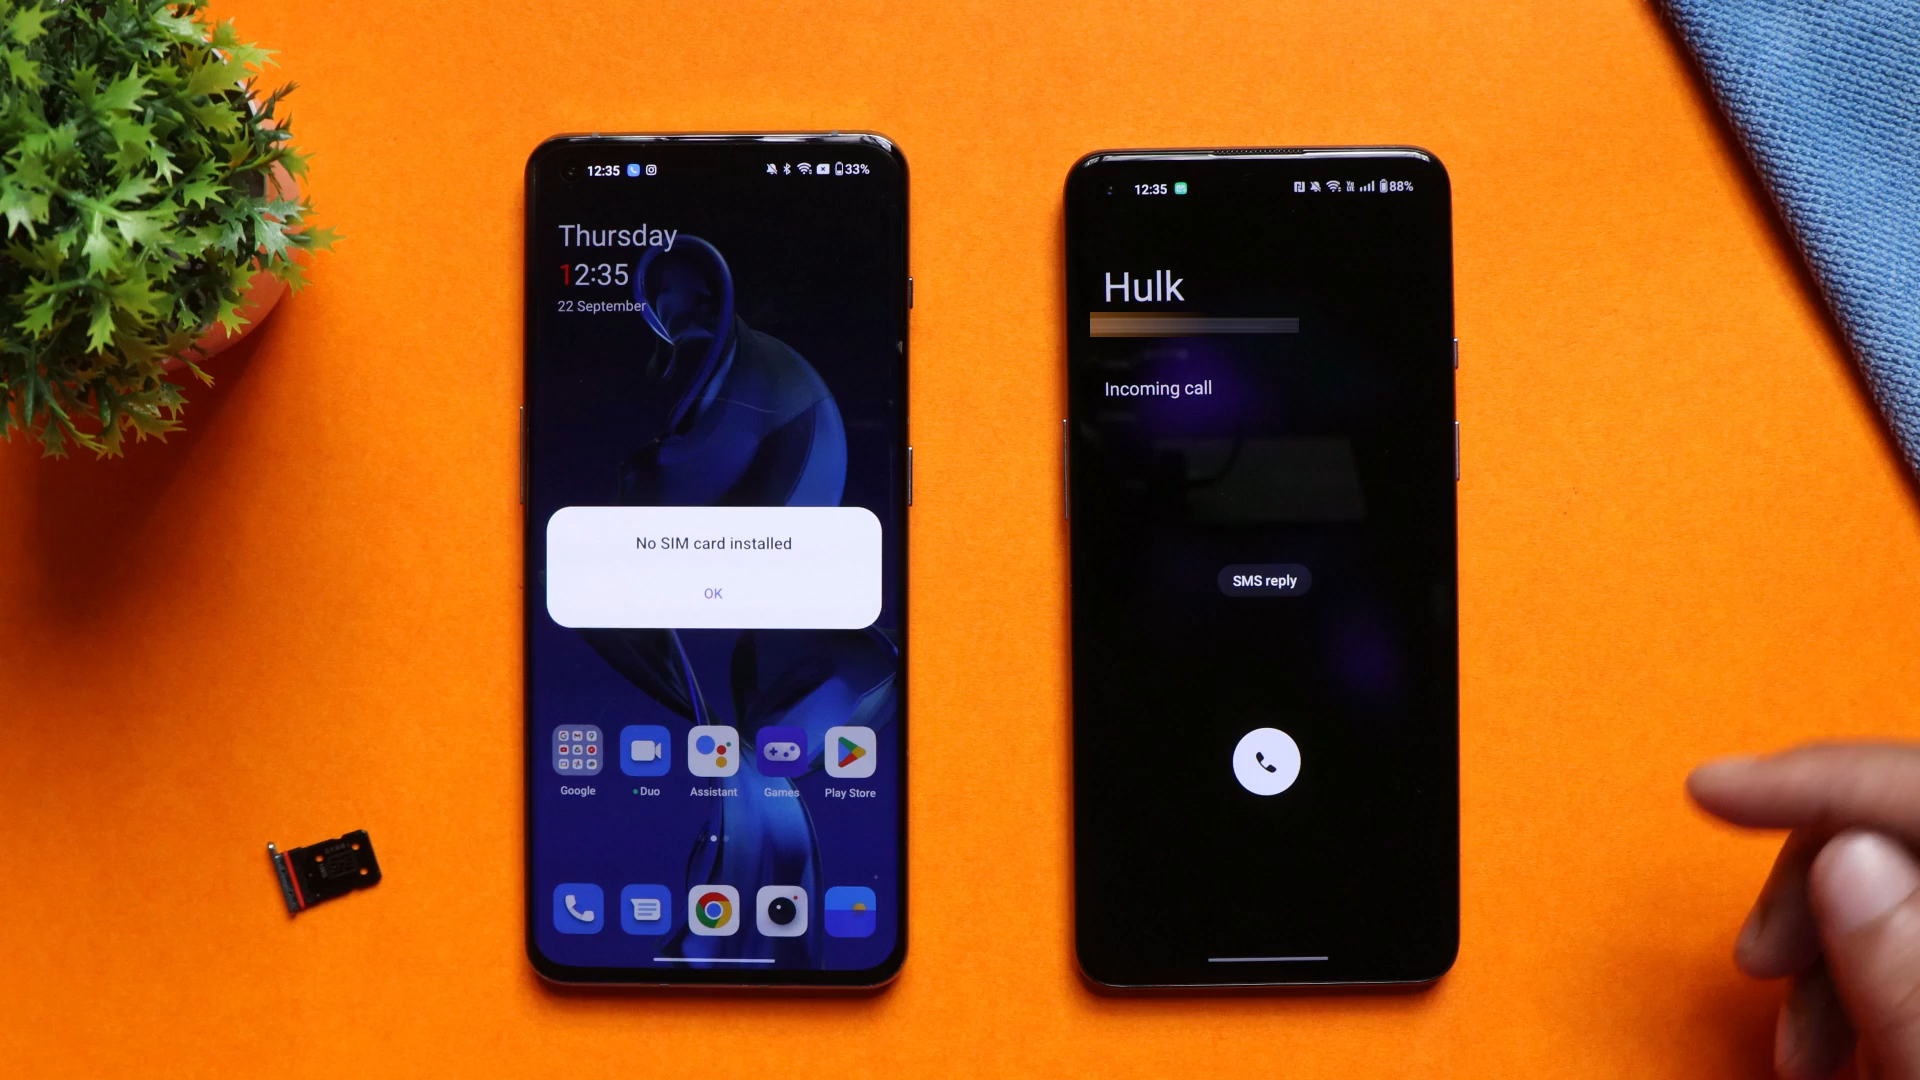 12:35
33%
Thursday
12:35
22 September
No SIM card installed
OK
Google
Duo
Assistant
Games
Play Store
12:35
88%
Hulk
Incoming call
SMS reply